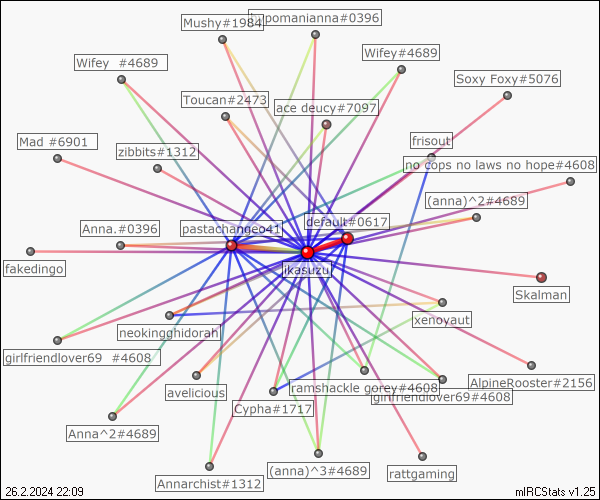 Mushy#1984
hypomanianna#0396
Wifey #4689
Wifey#4689
Soxy Foxy#5076
Toucan#2473
ace deucy#7097
Mad #6901
zibbits#1312
frisout
no cops no laws no hope#4608
(anna)^2#4689
Anna.#0396
pastachangeo41
default#0617
fakedingo
ikasuzu
Skalman
neokingghidorah
xenoyaut
girlfriendlover69 #4608
avelicious
ramshackle gorey#4608
AlpineRooster#2156
girlfriendlover69#4608
Cypha#1717
Anna^2#4689
Annarchist#1312
(anna)^3#4689
rattgaming
26.2.2024 22:09
mIRCStats v1.25